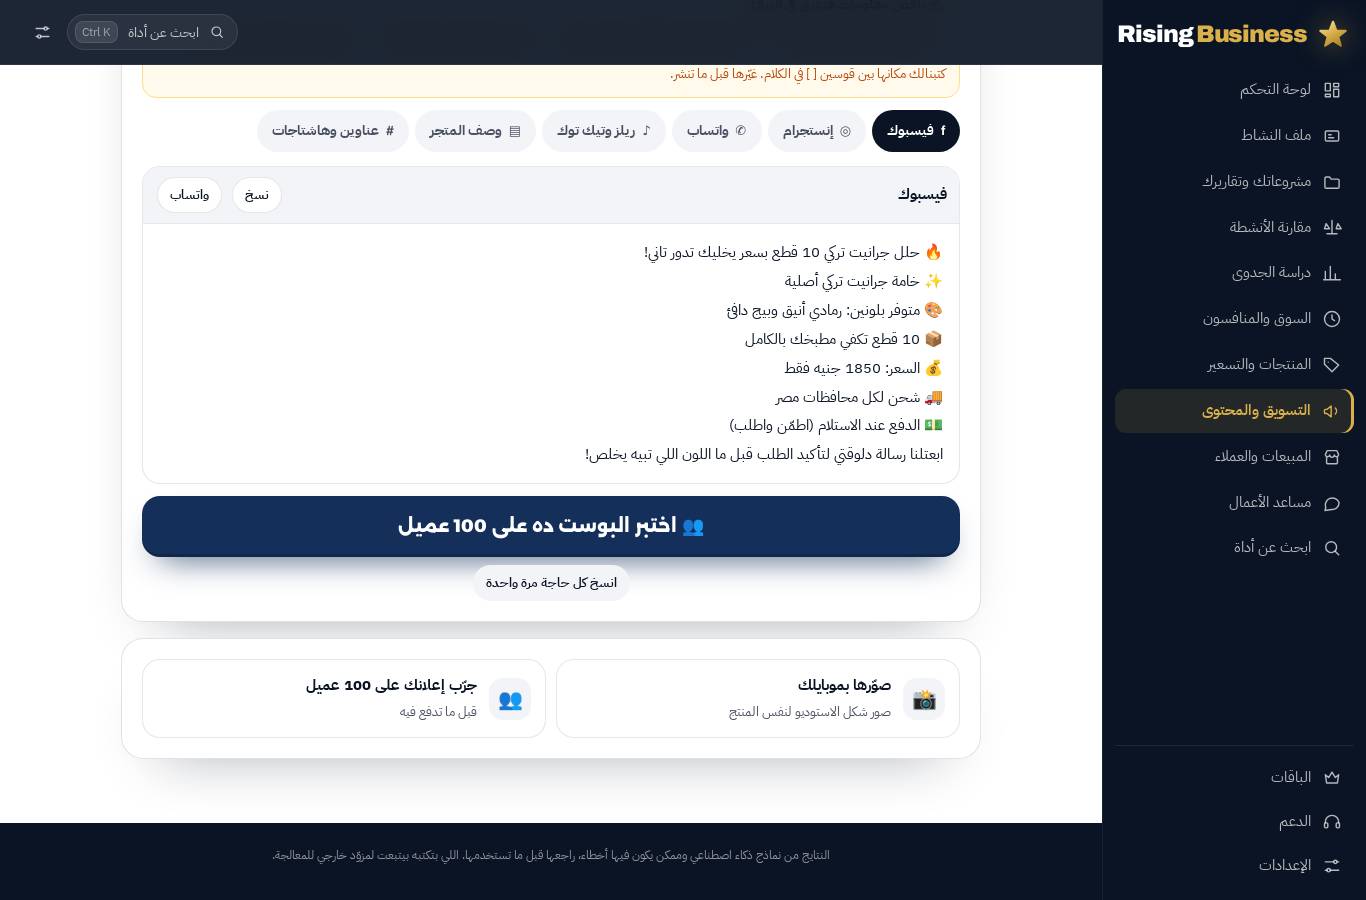 Rising Business
لوحة التحكم
ملف النشاط
مشروعاتك وتقاريرك
مقارنة الأنشطة
دراسة الجدوى
السوق والمنافسون
المنتجات والتسعير
التسويق والمحتوى
المبيعات والعملاء
مساعد الأعمال
ابحث عن أداة
الباقات
الدعم
الإعدادات
ابحث عن أداة Ctrl K
كتبنالك مكانها بين قوسين [ ] في الكلام. غيّرها قبل ما تنشر.
f فيسبوك
إنستجرام
واتساب
ريلز وتيك توك
وصف المتجر
# عناوين وهاشتاجات
فيسبوك
نسخ
واتساب
🔥 حلل جرانيت تركي 10 قطع بسعر يخليك تدور تاني!
✨ خامة جرانيت تركي أصلية
🎨 متوفر بلونين: رمادي أنيق وبيج دافئ
📦 10 قطع تكفي مطبخك بالكامل
💰 السعر: 1850 جنيه فقط
🚚 شحن لكل محافظات مصر
💵 الدفع عند الاستلام (اطمّن واطلب)
ابعتلنا رسالة دلوقتي لتأكيد الطلب قبل ما اللون اللي تبيه يخلص!
👥 اختبر البوست ده على 100 عميل
انسخ كل حاجة مرة واحدة
صوّرها بموبايلك
صور شكل الاستوديو لنفس المنتج
جرّب إعلانك على 100 عميل
قبل ما تدفع فيه
النتايج من نماذج ذكاء اصطناعي وممكن يكون فيها أخطاء، راجعها قبل ما تستخدمها. اللي بتكتبه بيتبعت لمزوّد خارجي للمعالجة.